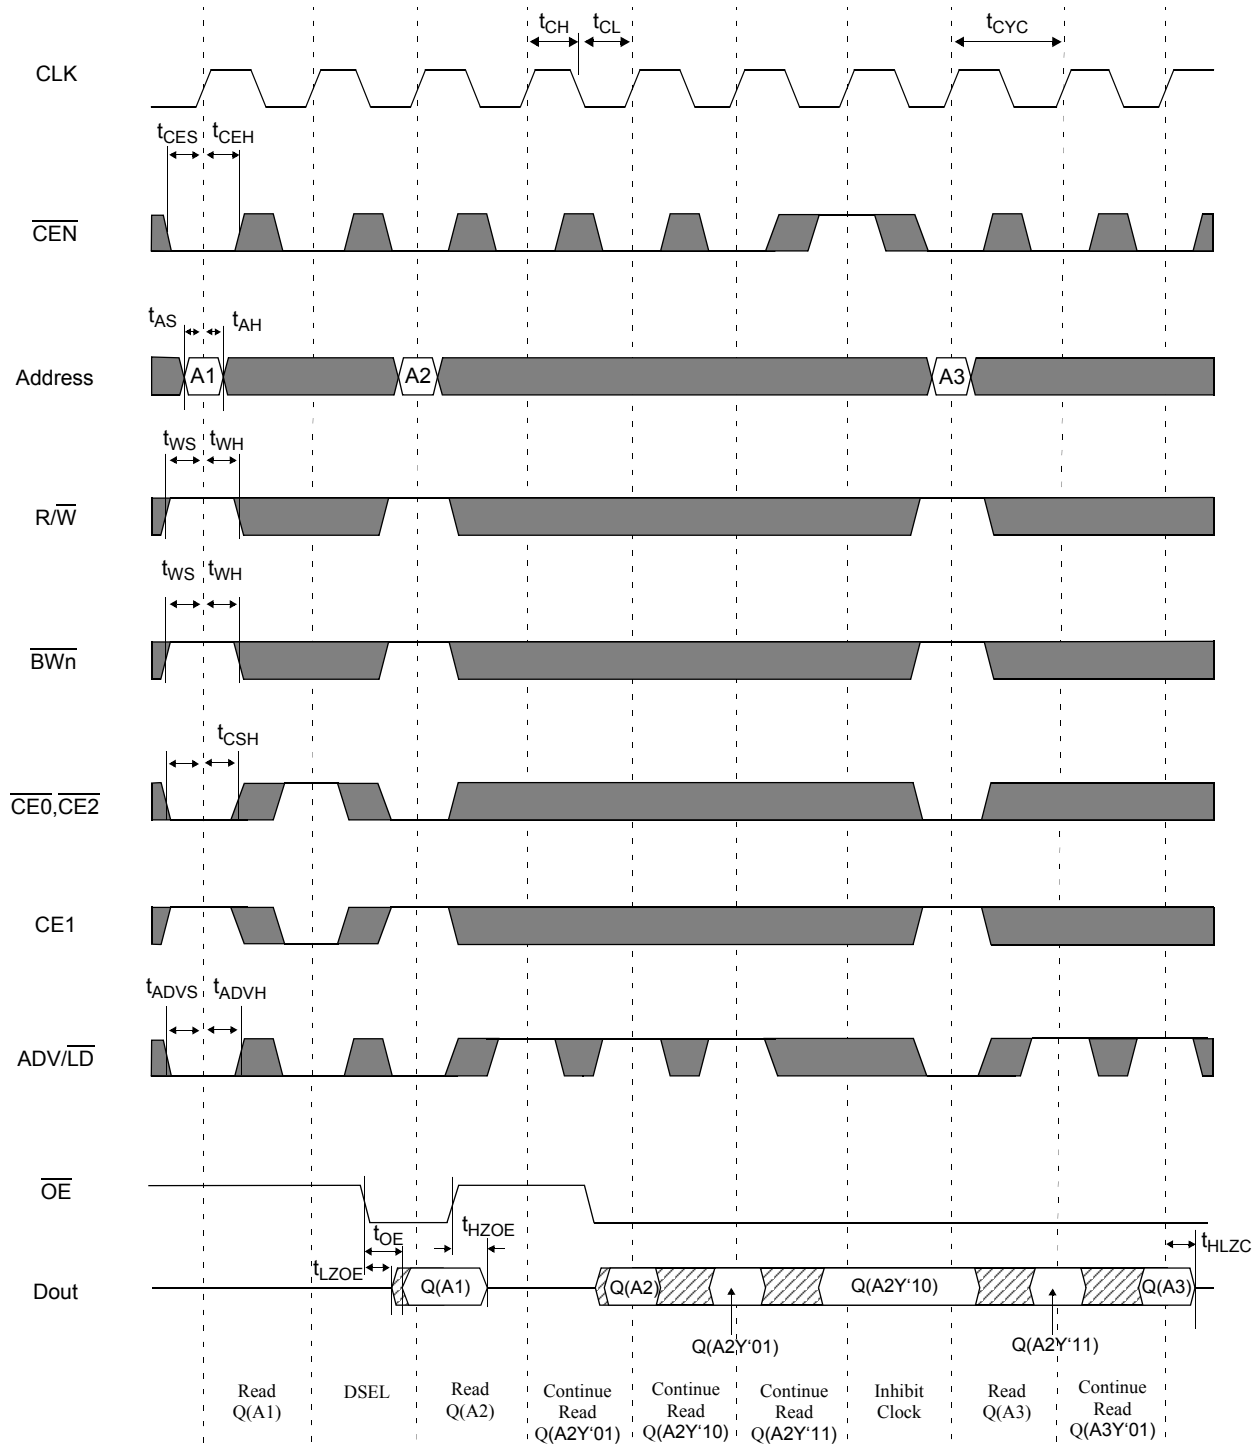 tCH tCL tCYC
CLK
tCES tCEH
CEN
tAS tAH
Address A1 A2 A3
tWS tWH
R/W
tWS tWH
BWn
tCSH
CE0,CE2
CE1
tADVS tADVH
ADV/LD
OE
tOE tHZOE tHLZC
tLZOE
Dout Q(A1) Q(A2) Q(A2Y‘10) Q(A3)
Q(A2Y‘01) Q(A2Y‘11)
Read
Q(A1)
DSEL
Read
Q(A2)
Continue
Read
Q(A2Y‘01)
Continue
Read
Q(A2Y‘10)
Continue
Read
Q(A2Y‘11)
Inhibit
Clock
Read
Q(A3)
Continue
Read
Q(A3Y‘01)